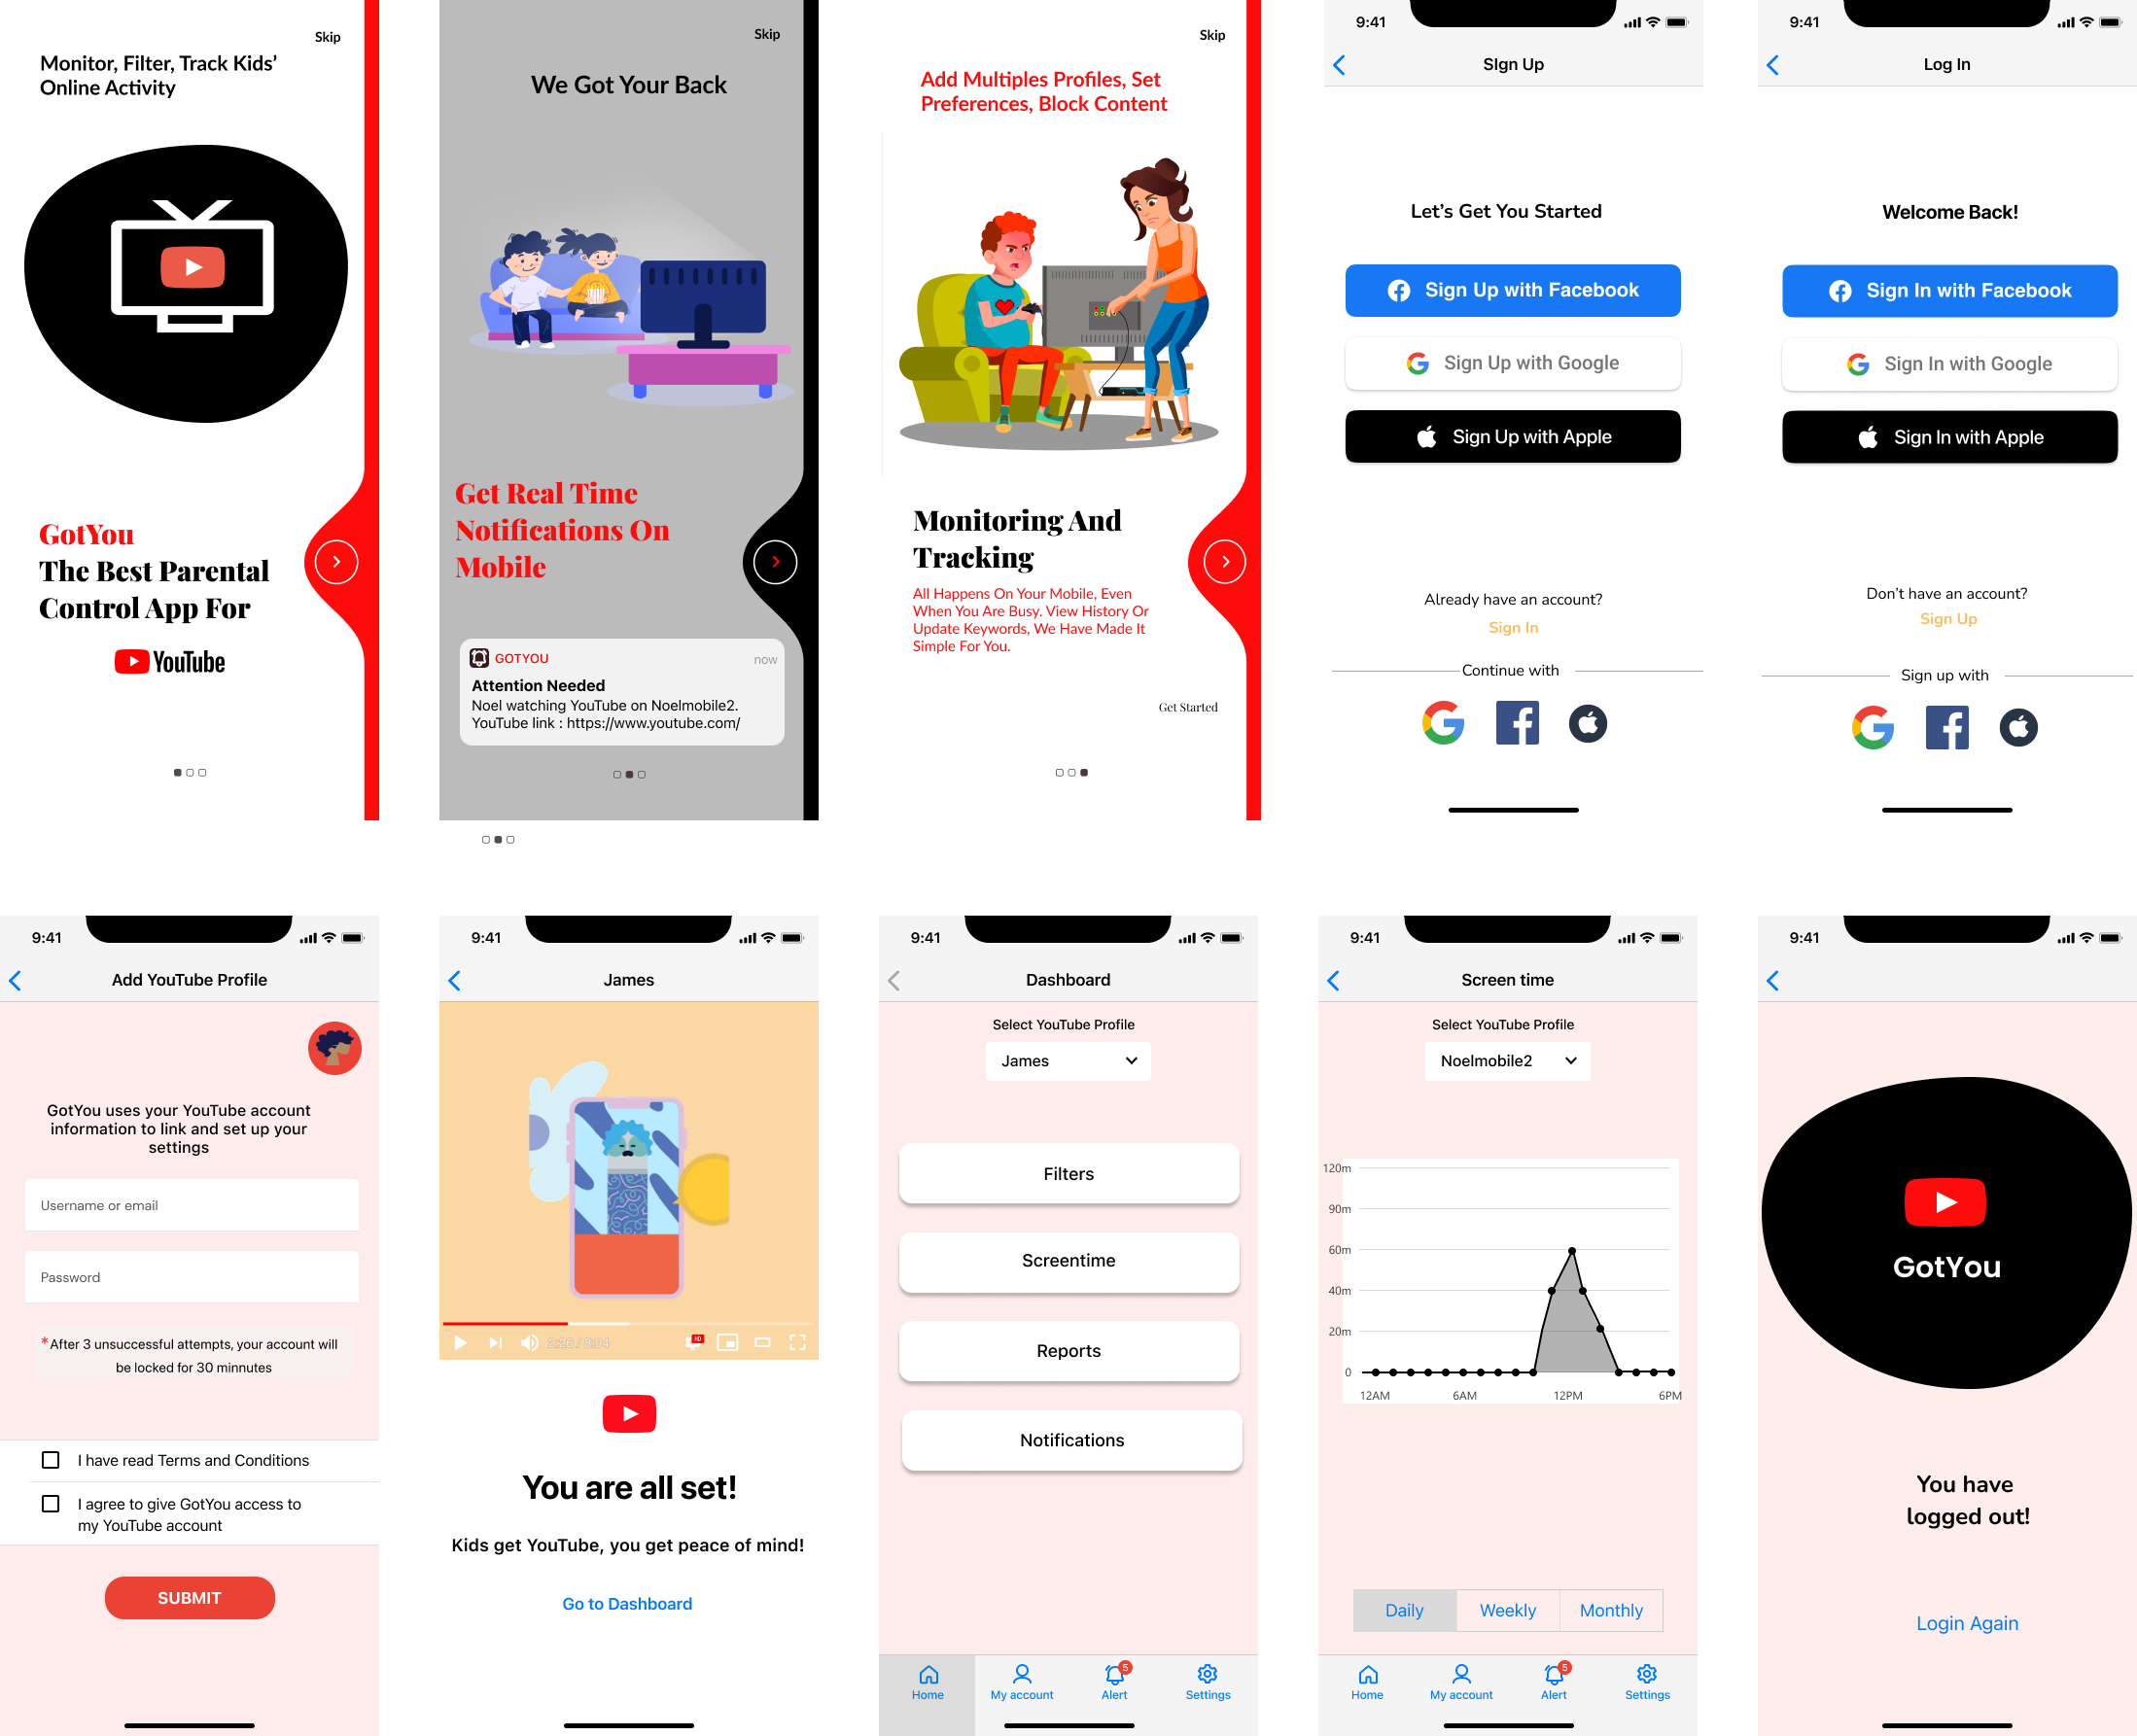 Skip
Monitor, Filter, Track Kids’
Online Activity
GotYou
The Best Parental
Control App For
YouTube
Skip
We Got Your Back
Get Real Time
Notifications On
Mobile
GOTYOU
now
Attention Needed
Noel watching YouTube on Noelmobile2.
YouTube link : https://www.youtube.com/
Skip
Add Multiples Profiles, Set
Preferences, Block Content
Monitoring And
Tracking
All Happens On Your Mobile, Even
When You Are Busy. View History Or
Update Keywords, We Have Made It
Simple For You.
Get Started
9:41
SIgn Up
Let’s Get You Started
Sign Up with Facebook
Sign Up with Google
Sign Up with Apple
Already have an account?
Sign In
Continue with
9:41
Log In
Welcome Back!
Sign In with Facebook
Sign In with Google
Sign In with Apple
Don’t have an account?
Sign Up
Sign up with
9:41
Add YouTube Profile
GotYou uses your YouTube account
information to link and set up your
settings
Username or email
Password
*After 3 unsuccessful attempts, your account will
be locked for 30 minnutes
I have read Terms and Conditions
I agree to give GotYou access to
my YouTube account
SUBMIT
9:41
James
2:26 / 8:04
HD
You are all set!
Kids get YouTube, you get peace of mind!
Go to Dashboard
9:41
Dashboard
Select YouTube Profile
James
Filters
Screentime
Reports
Notifications
5
Home
My account
Alert
Settings
9:41
Screen time
Select YouTube Profile
Noelmobile2
120m
90m
60m
40m
20m
0
12AM
6AM
12PM
6PM
Daily
Weekly
Monthly
5
Home
My account
Alert
Settings
9:41
GotYou
You have
logged out!
Login Again